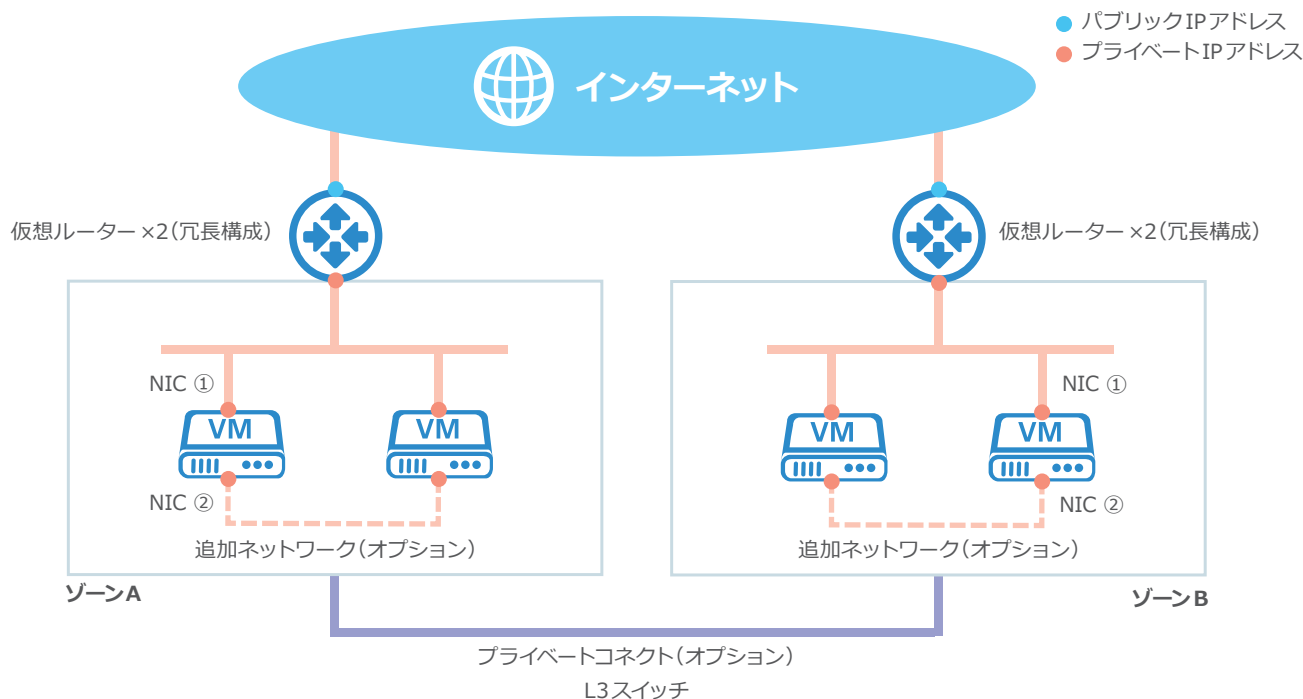 パブリックIPアドレス
プライベートIPアドレス
インターネット
仮想ルーター×2(冗長構成)
仮想ルーター×2(冗長構成)
NIC ①
NIC ①
VM
VM
VM
VM
NIC ②
NIC ②
追加ネットワーク(オプション)
追加ネットワーク(オプション)
ゾーンA
ゾーンB
プライベートコネクト(オプション)
L3スイッチ